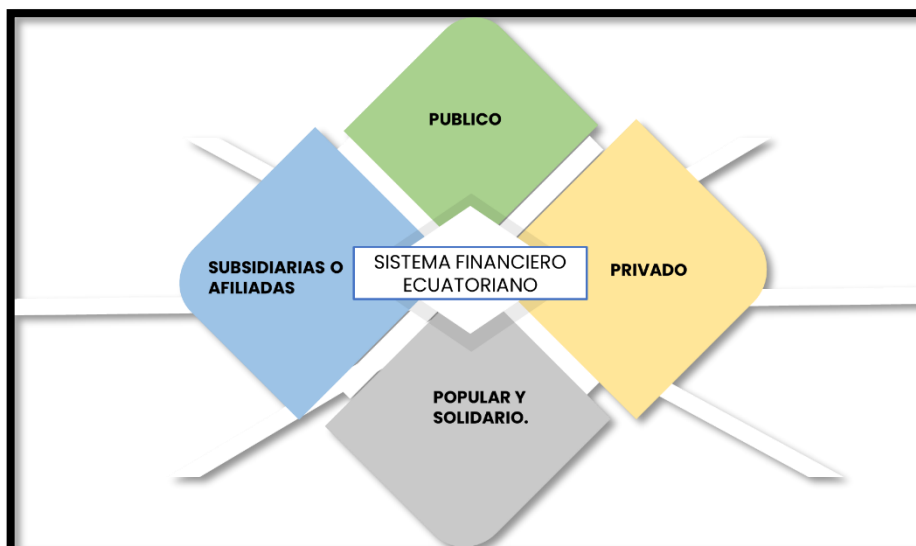 PUBLICO
SUBSIDIARIAS O
AFILIADAS
SISTEMA FINANCIERO
ECUATORIANO
PRIVADO
POPULAR Y
SOLIDARIO.